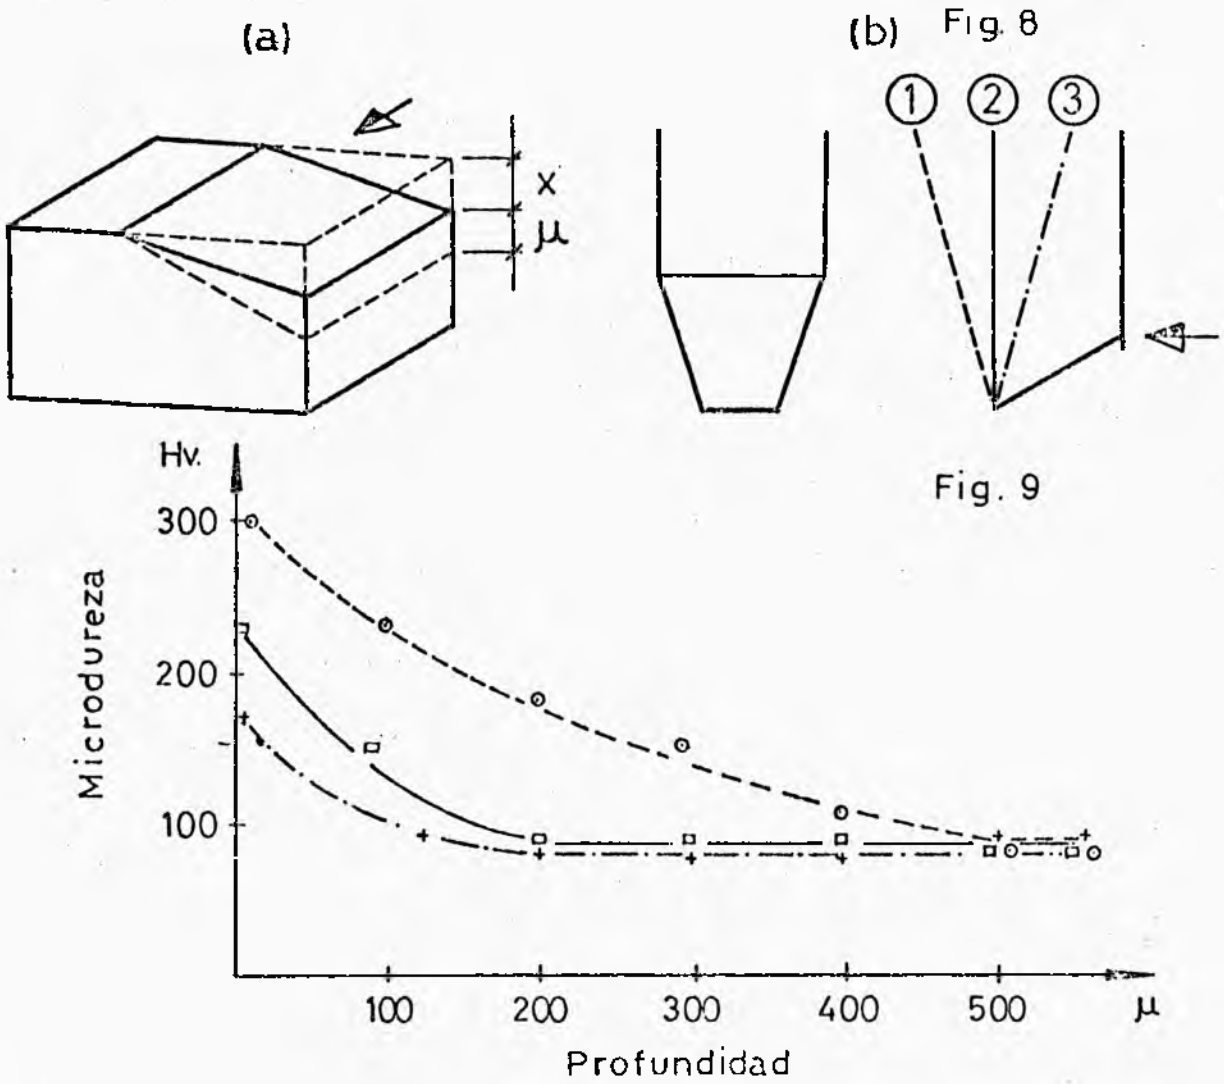 (a)
(b) Fig. 8
1 2 3
X
μ
Fig. 9
Hv.
300
200
100
Microdureza
100 200 300 400 500 μ
Profundidad